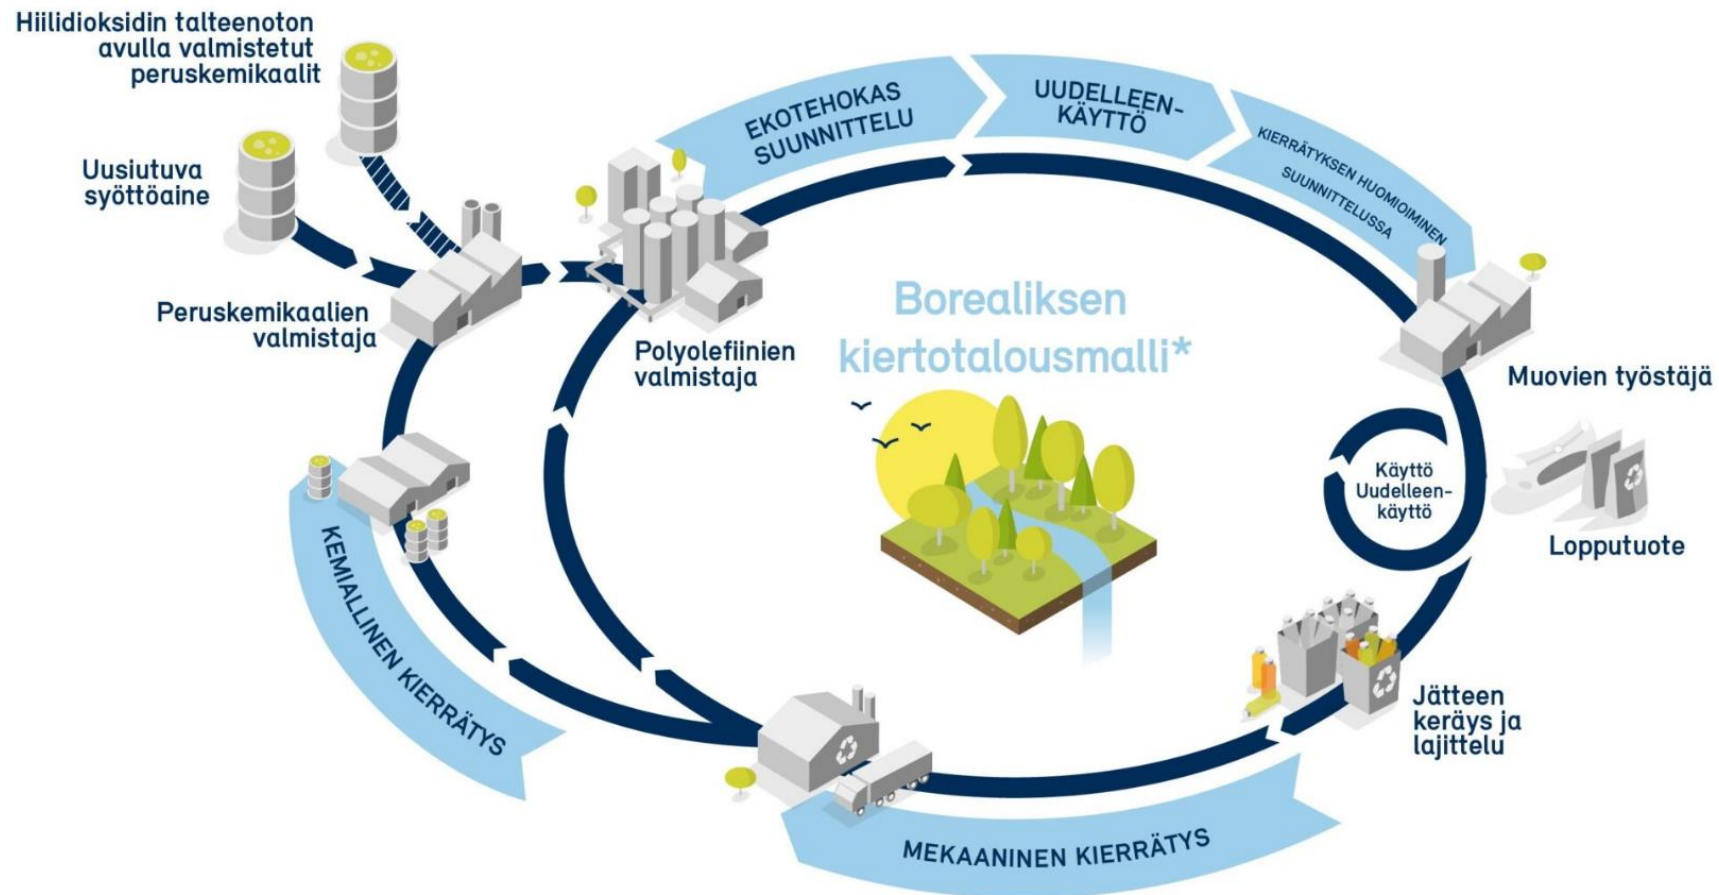 Hiilidioksidin talteenoton
avulla valmistetut
peruskemikaalit
Uusiutuva
syöttöaine
Peruskemikaalien
valmistaja
Polyolefiinien
valmistaja
EKOTEHOKAS
SUUNNITTELU
UUDELLEEN-
KÄYTTÖ
KIERRÄTYKSEN HUOMIOIMINEN
SUUNNITTELUSSA
Borealiksen
kiertotalousmalli*
Muovien työstäjä
Käyttö
Uudelleen-
käyttö
Lopputuote
Jätteen
keräys ja
lajittelu
MEKAANINEN KIERRÄTYS
KEMIALLINEN KIERRÄTYS